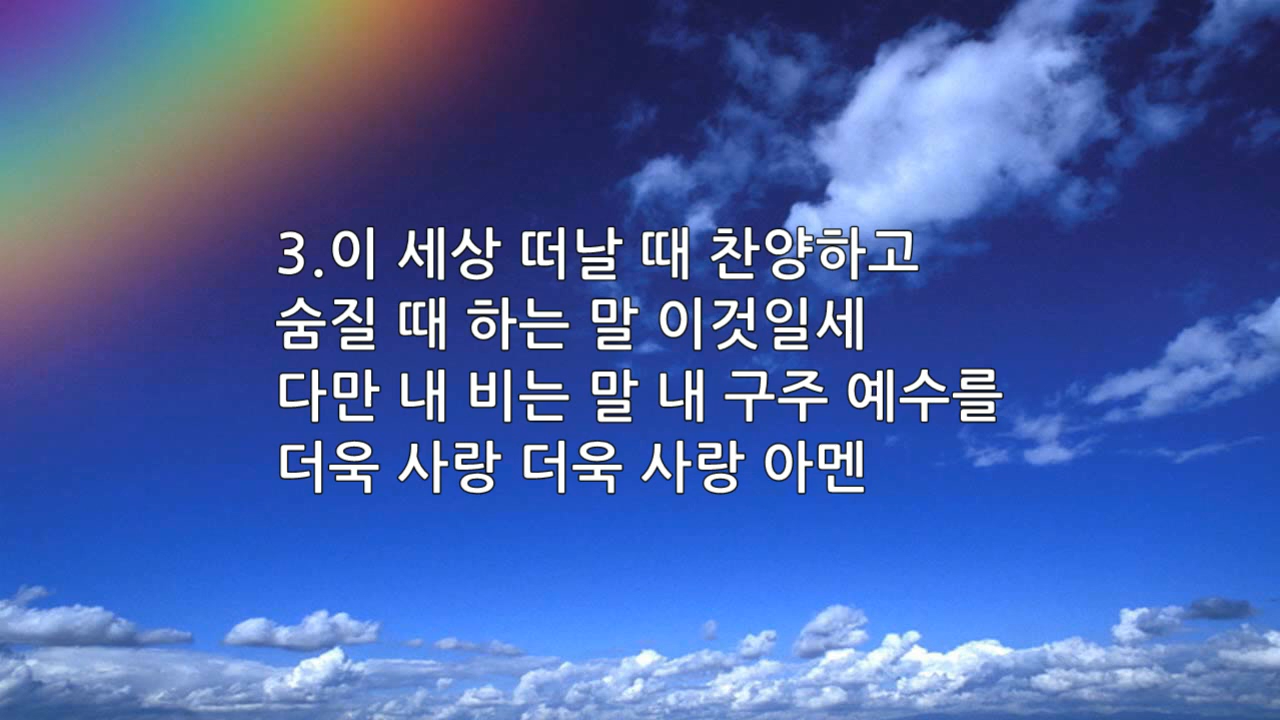 3.이 세상 떠날 때 찬양하고
숨질 때 하는 말 이것일세
다만 내 비는 말 내 구주 예수를
더욱 사랑 더욱 사랑 아멘